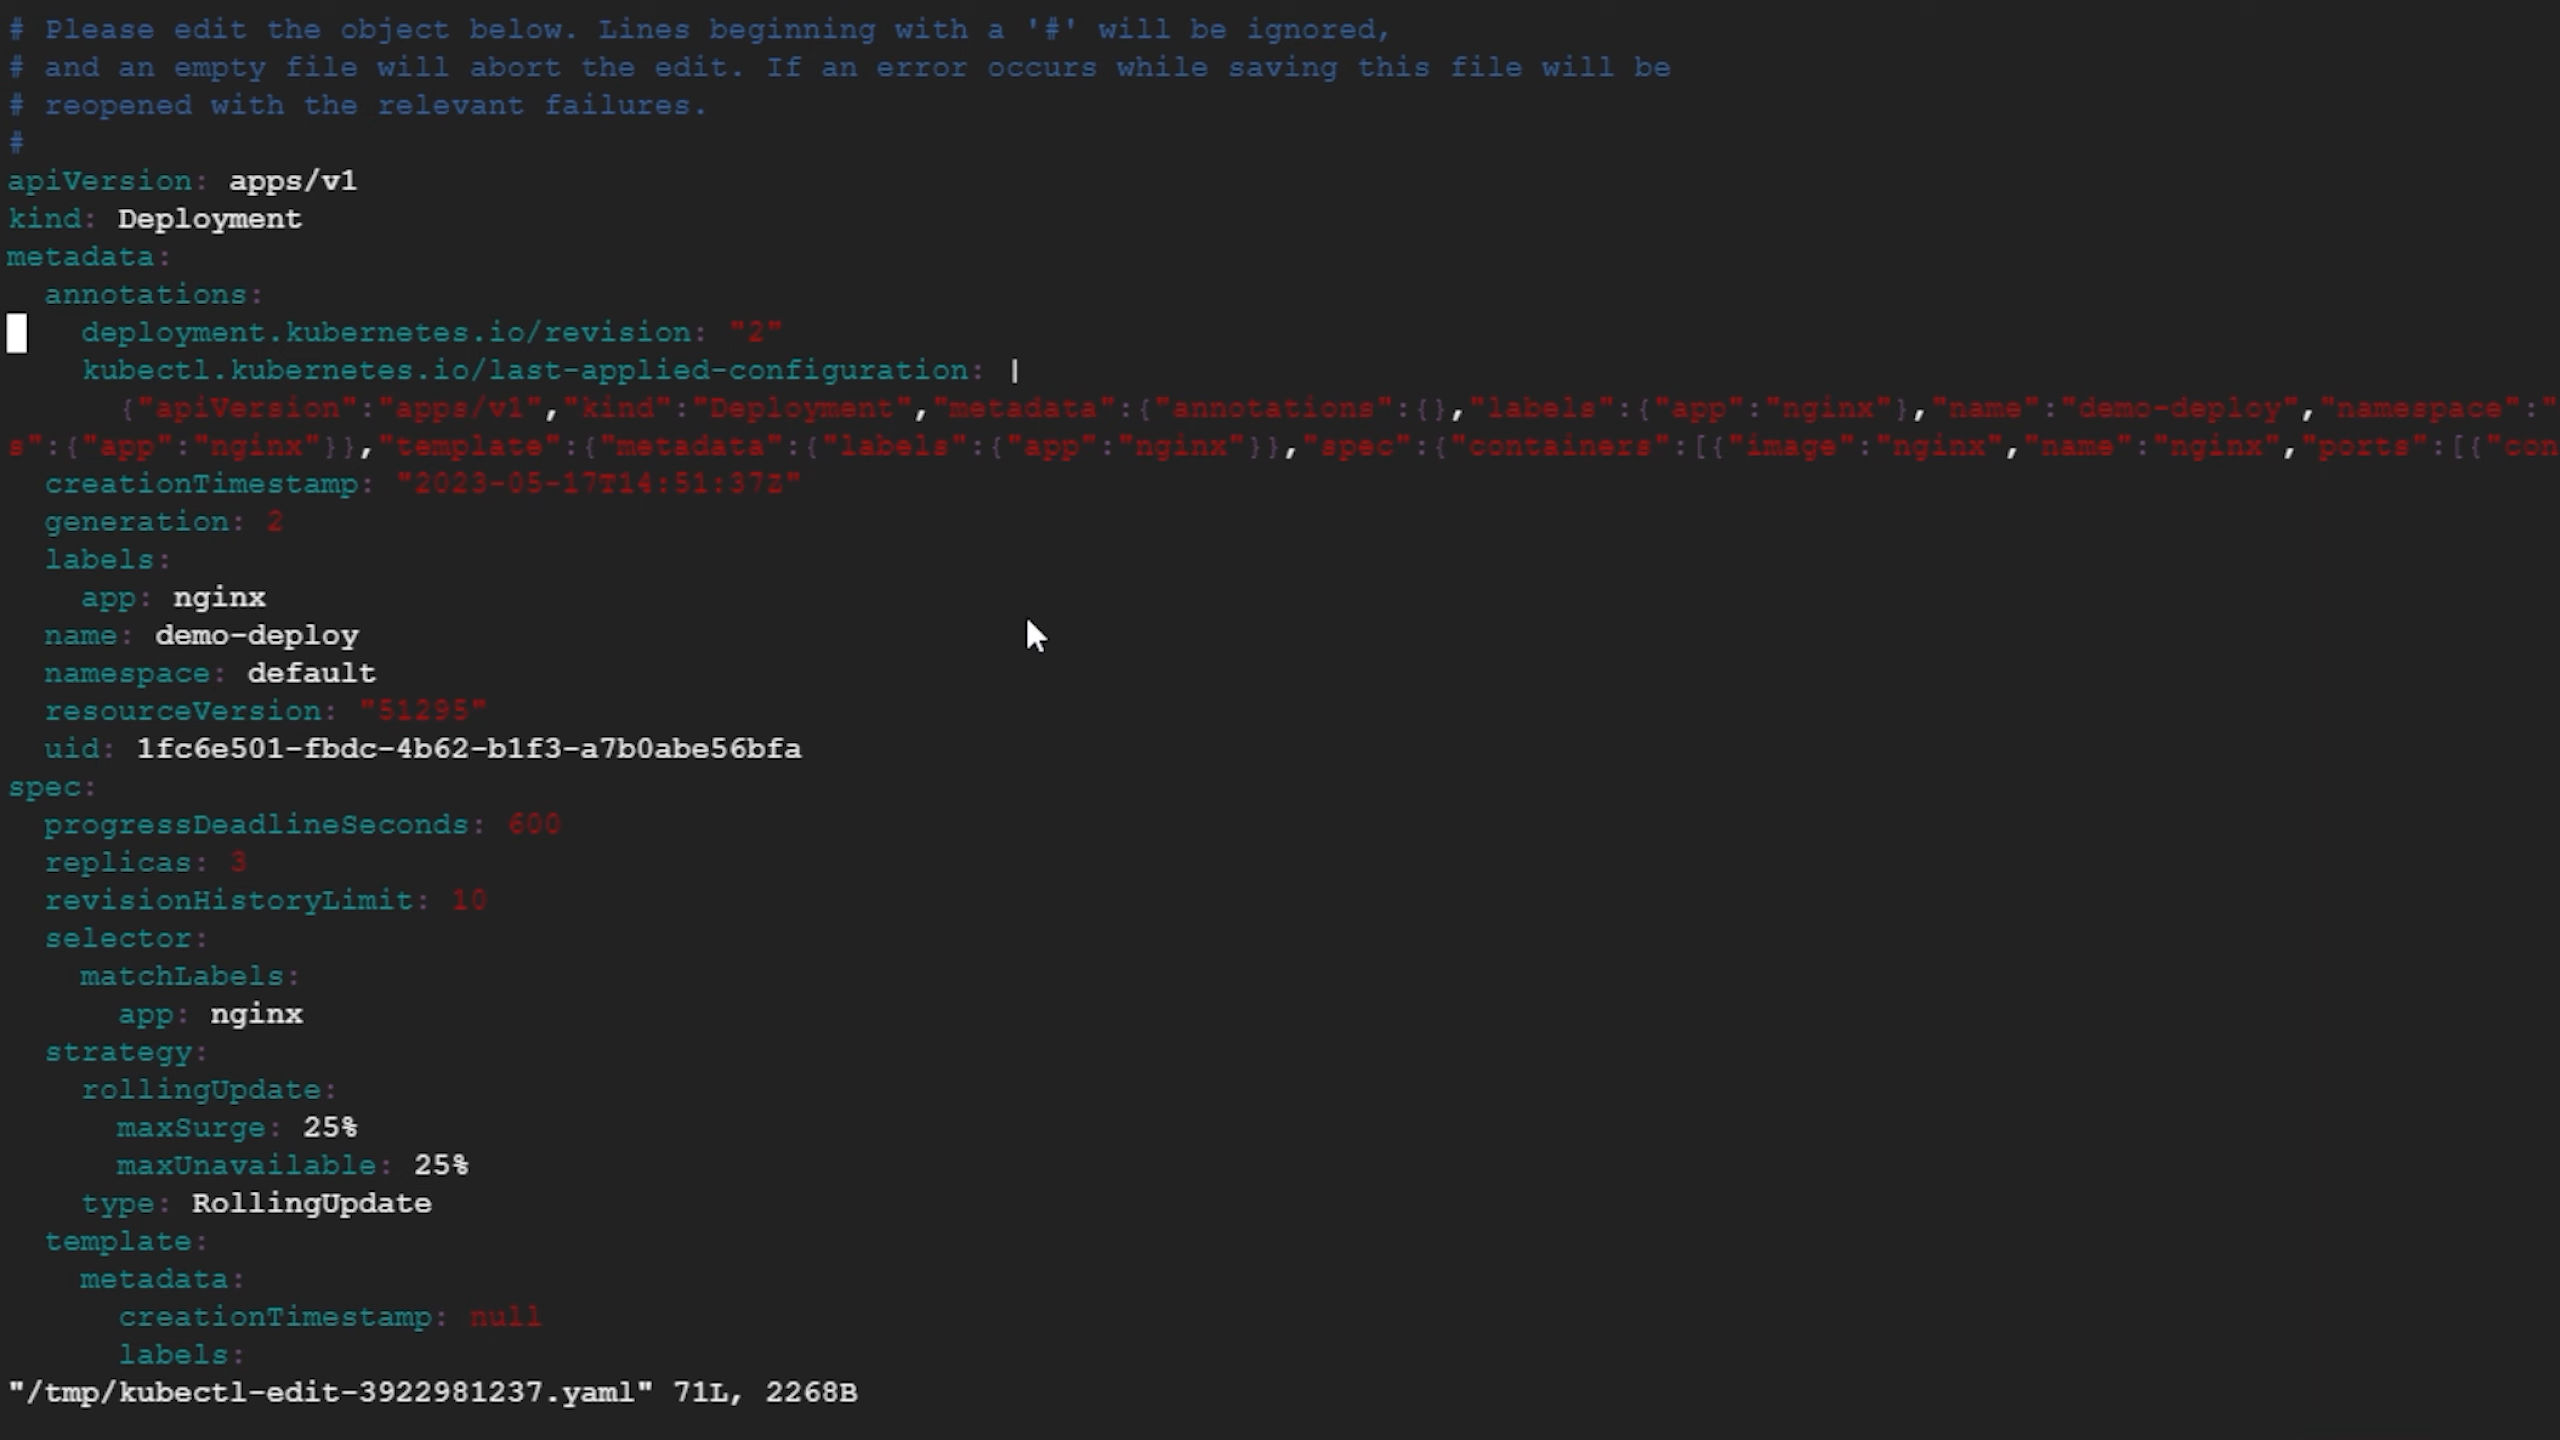 # Please edit the object below. Lines beginning with a '#' will be ignored,
# and an empty file will abort the edit. If an error occurs while saving this file will be
# reopened with the relevant failures.
#
apiVersion: apps/v1
kind: Deployment
metadata:
  annotations:
    deployment.kubernetes.io/revision: "2"
    kubectl.kubernetes.io/last-applied-configuration: |
      {"apiVersion":"apps/v1","kind":"Deployment","metadata":{"annotations":{},"labels":{"app":"nginx"},"name":"demo-deploy","namespace":"
s":{"app":"nginx"}},"template":{"metadata":{"labels":{"app":"nginx"}},"spec":{"containers":[{"image":"nginx","name":"nginx","ports":[{"con
  creationTimestamp: "2023-05-17T14:51:37Z"
  generation: 2
  labels:
    app: nginx
  name: demo-deploy
  namespace: default
  resourceVersion: "51295"
  uid: 1fc6e501-fbdc-4b62-b1f3-a7b0abe56bfa
spec:
  progressDeadlineSeconds: 600
  replicas: 3
  revisionHistoryLimit: 10
  selector:
    matchLabels:
      app: nginx
  strategy:
    rollingUpdate:
      maxSurge: 25%
      maxUnavailable: 25%
    type: RollingUpdate
  template:
    metadata:
      creationTimestamp: null
      labels:
"/tmp/kubectl-edit-3922981237.yaml" 71L, 2268B